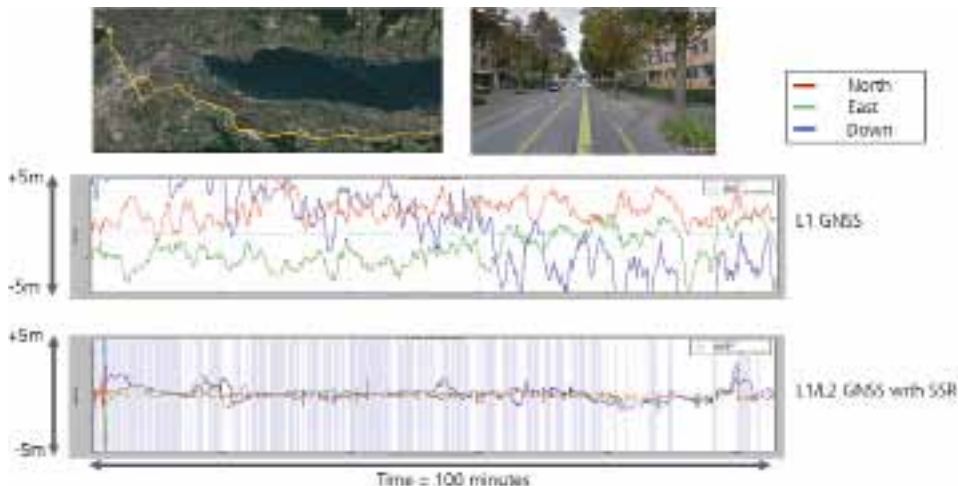 North
East
Down
+5m
L1 GNSS
-5m
+5m
L1/L2 GNSS with SSR
-5m
Time = 100 minutes